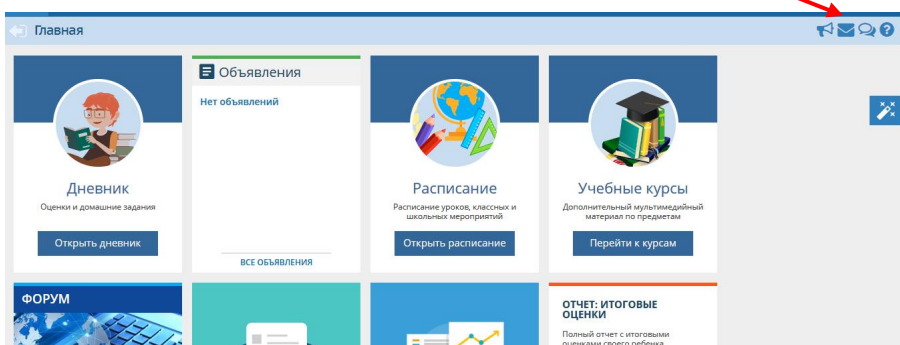 Главная
Дневник
Оценки и домашние задания
Открыть дневник
Объявления
Нет объявлений
ВСЕ ОБЪЯВЛЕНИЯ
Расписание
Расписание уроков, классных и
школьных мероприятий
Открыть расписание
Учебные курсы
Дополнительный мультимедийный
материал по предметам
Перейти к курсам
ФОРУМ
ОТЧЕТ: ИТОГОВЫЕ
ОЦЕНКИ
Полный отчет с итоговыми
оценками своего ребенка